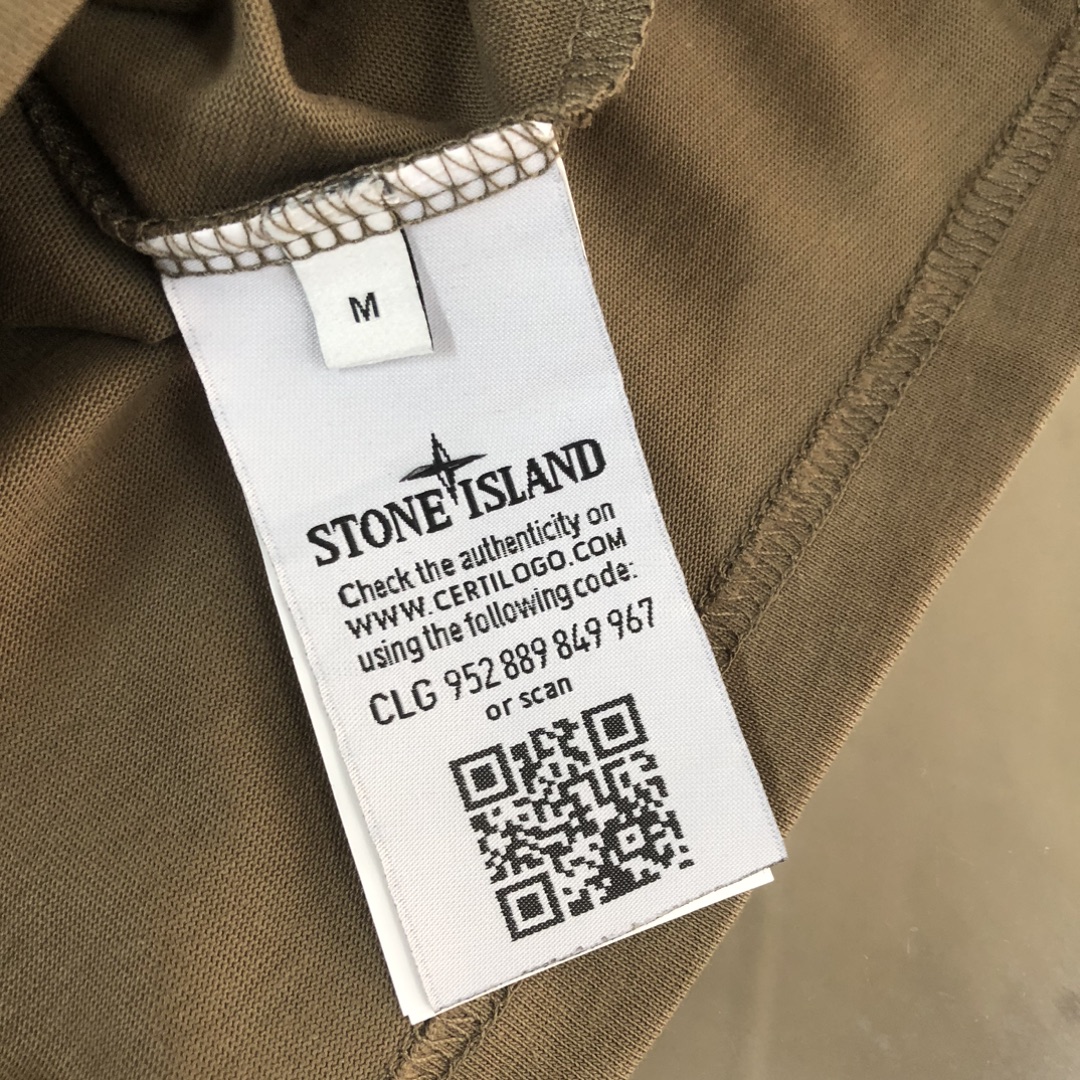 M
STONE ISLAND
Check the authenticity on
WWW.CERTILOGO.COM
using the following code:
CLG 952 889 849 967
or scan